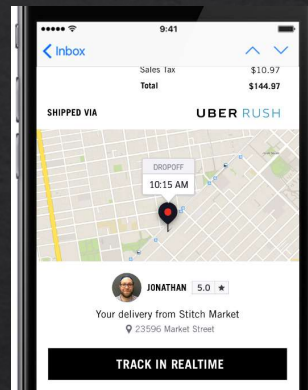 9:41
Inbox
Sales Tax $10.97
Total $144.97
SHIPPED VIA UBER RUSH
DROPOFF
10:15 AM
JONATHAN 5.0 ★
Your delivery from Stitch Market
23596 Market Street
TRACK IN REALTIME